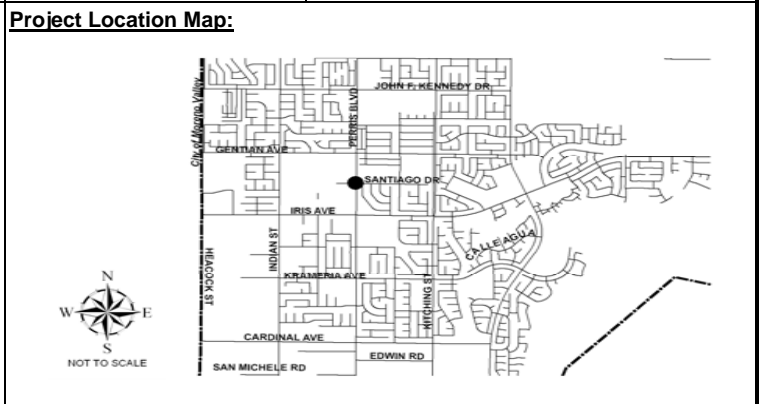 Project Location Map:
JOHN F. KENNEDY DR
City of Moreno Valley
PERRIS BLVD
GENTIAN AVE
SANTIAGO DR
IRIS AVE
INDIAN ST
CALLE AGUA
HEACOCK ST
KRAMERIA AVE
KITCHING ST
N
W E
S
NOT TO SCALE
CARDINAL AVE
EDWIN RD
SAN MICHELE RD